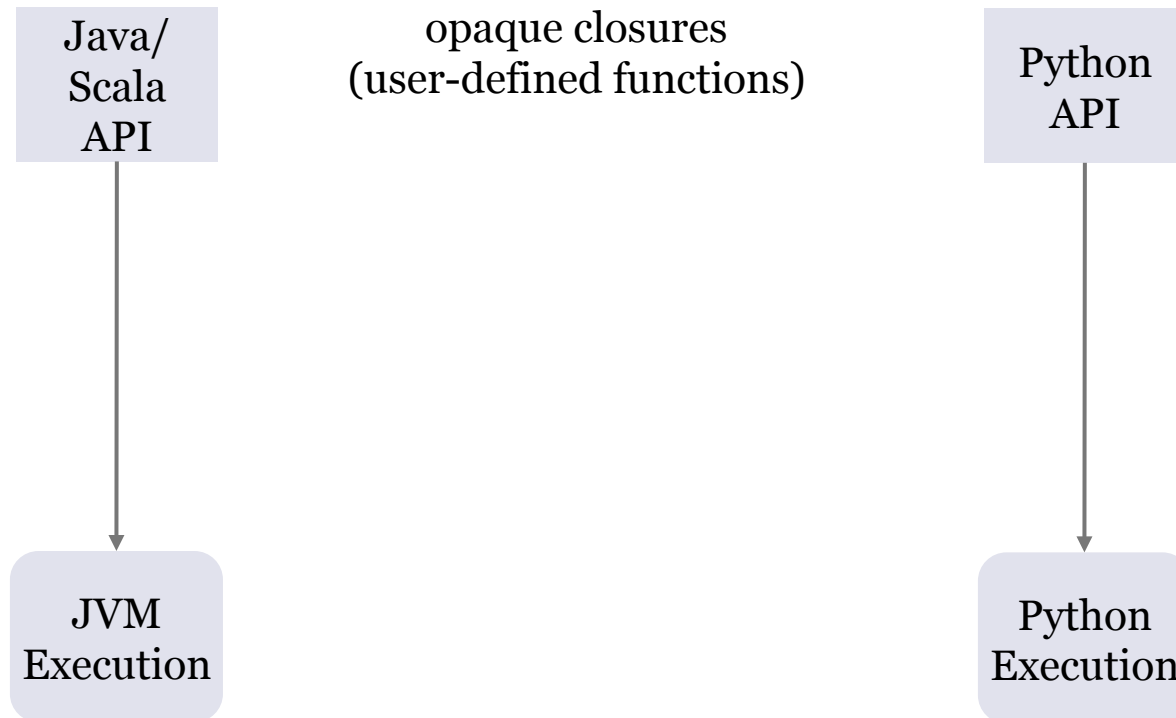 Java/
Scala
API
opaque closures
(user-defined functions)
Python
API
JVM
Execution
Python
Execution